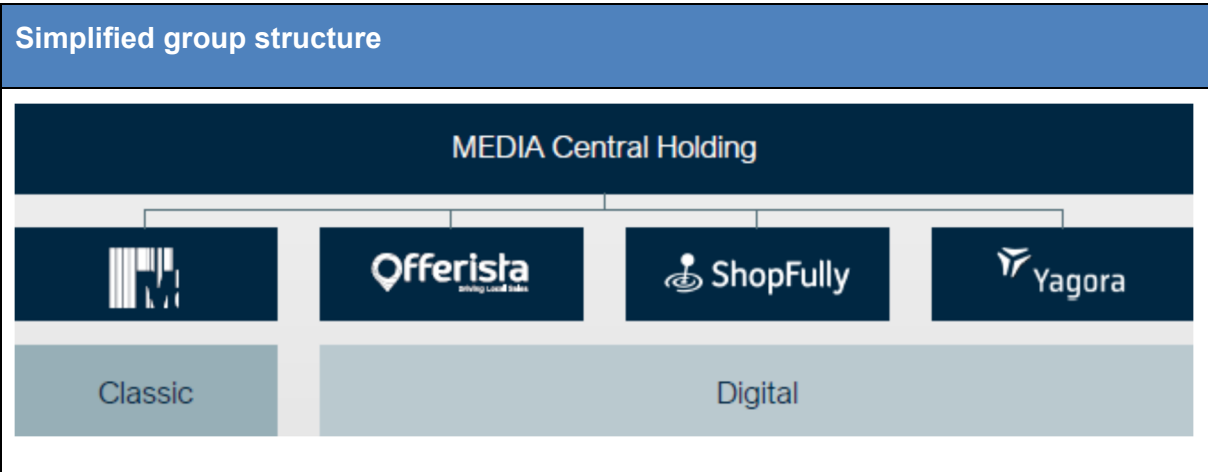 Simplified group structure
MEDIA Central Holding
Offerista
Driving Local Sales
ShopFully
Yagora
Classic
Digital